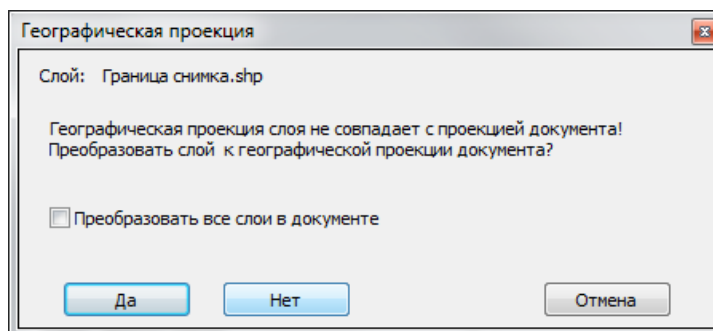 Географическая проекция
Слой: Граница снимка.shp
Географическая проекция слоя не совпадает с проекцией документа!
Преобразовать слой к географической проекции документа?
Преобразовать все слои в документе
Да Нет Отмена